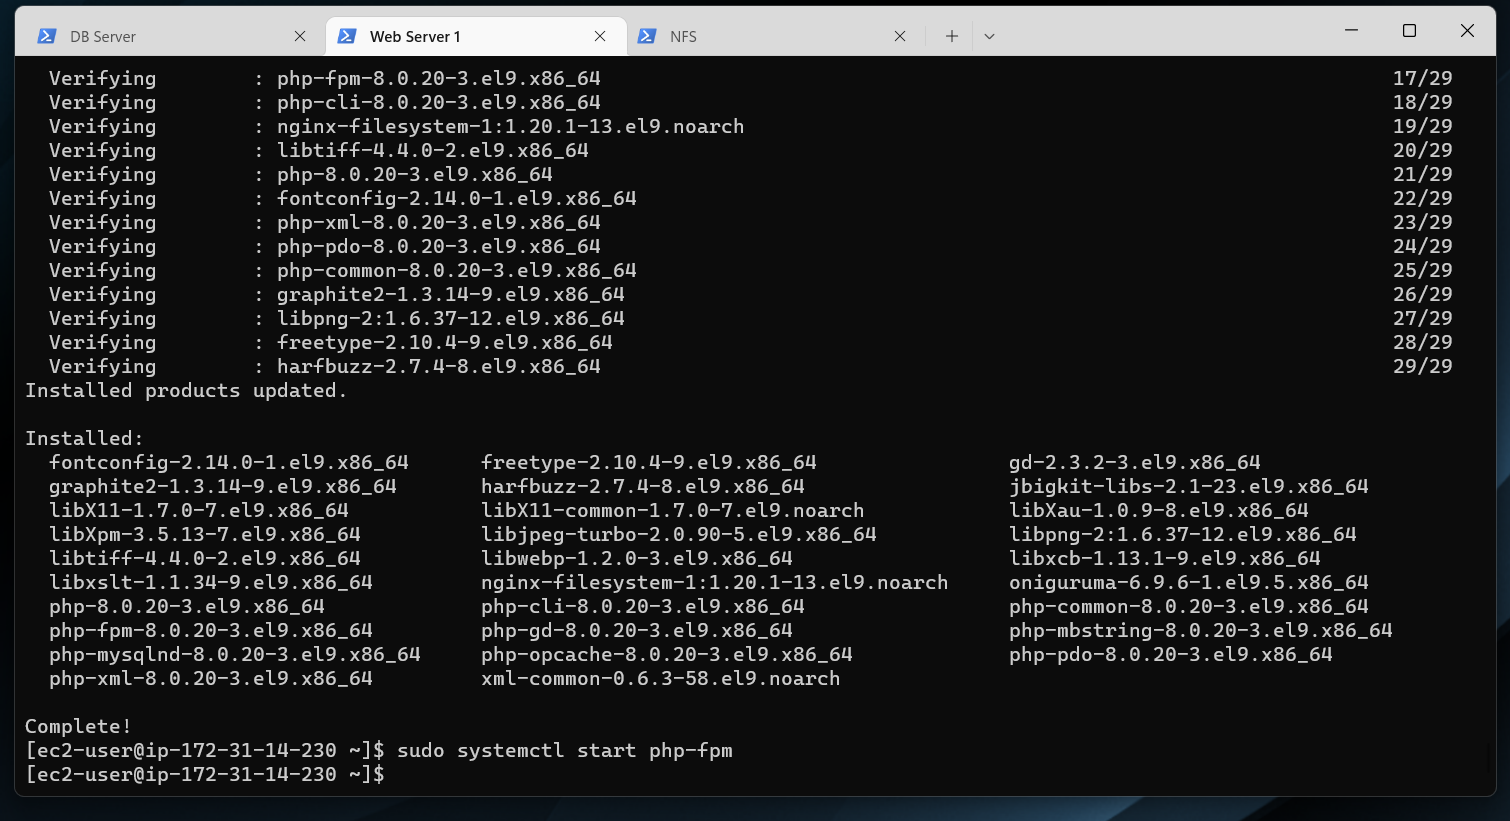 DB Server
Web Server 1
NFS
Verifying : php-fpm-8.0.20-3.el9.x86_64 17/29
Verifying : php-cli-8.0.20-3.el9.x86_64 18/29
Verifying : nginx-filesystem-1:1.20.1-13.el9.noarch 19/29
Verifying : libtiff-4.4.0-2.el9.x86_64 20/29
Verifying : php-8.0.20-3.el9.x86_64 21/29
Verifying : fontconfig-2.14.0-1.el9.x86_64 22/29
Verifying : php-xml-8.0.20-3.el9.x86_64 23/29
Verifying : php-pdo-8.0.20-3.el9.x86_64 24/29
Verifying : php-common-8.0.20-3.el9.x86_64 25/29
Verifying : graphite2-1.3.14-9.el9.x86_64 26/29
Verifying : libpng-2:1.6.37-12.el9.x86_64 27/29
Verifying : freetype-2.10.4-9.el9.x86_64 28/29
Verifying : harfbuzz-2.7.4-8.el9.x86_64 29/29
Installed products updated.
Installed:
fontconfig-2.14.0-1.el9.x86_64 freetype-2.10.4-9.el9.x86_64 gd-2.3.2-3.el9.x86_64
graphite2-1.3.14-9.el9.x86_64 harfbuzz-2.7.4-8.el9.x86_64 jbigkit-libs-2.1-23.el9.x86_64
libX11-1.7.0-7.el9.x86_64 libX11-common-1.7.0-7.el9.noarch libXau-1.0.9-8.el9.x86_64
libXpm-3.5.13-7.el9.x86_64 libjpeg-turbo-2.0.90-5.el9.x86_64 libpng-2:1.6.37-12.el9.x86_64
libtiff-4.4.0-2.el9.x86_64 libwebp-1.2.0-3.el9.x86_64 libxcb-1.13.1-9.el9.x86_64
libxslt-1.1.34-9.el9.x86_64 nginx-filesystem-1:1.20.1-13.el9.noarch oniguruma-6.9.6-1.el9.5.x86_64
php-8.0.20-3.el9.x86_64 php-cli-8.0.20-3.el9.x86_64 php-common-8.0.20-3.el9.x86_64
php-fpm-8.0.20-3.el9.x86_64 php-gd-8.0.20-3.el9.x86_64 php-mbstring-8.0.20-3.el9.x86_64
php-mysqlnd-8.0.20-3.el9.x86_64 php-opcache-8.0.20-3.el9.x86_64 php-pdo-8.0.20-3.el9.x86_64
php-xml-8.0.20-3.el9.x86_64 xml-common-0.6.3-58.el9.noarch
Complete!
[ec2-user@ip-172-31-14-230 ~]$ sudo systemctl start php-fpm
[ec2-user@ip-172-31-14-230 ~]$